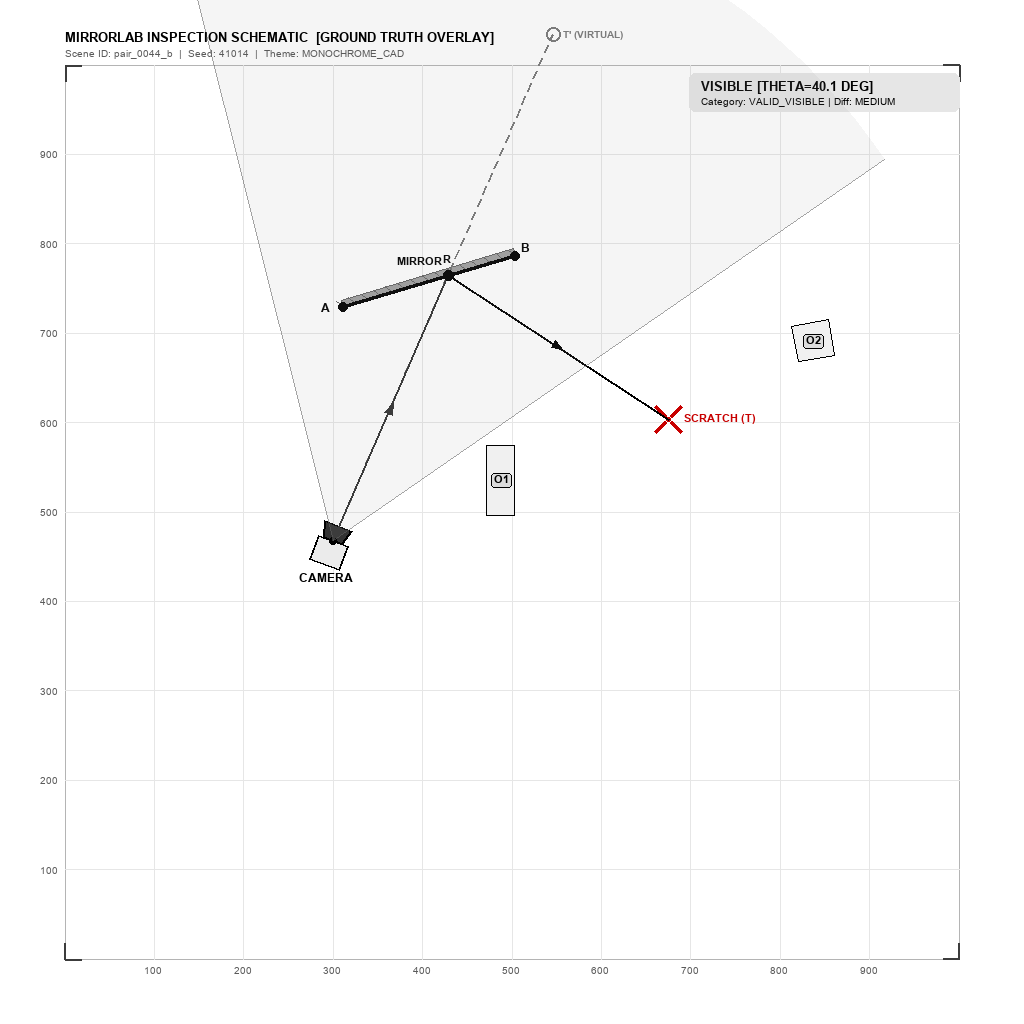 MIRRORLAB INSPECTION SCHEMATIC [GROUND TRUTH OVERLAY]
Scene ID: pair_0044_b | Seed: 41014 | Theme: MONOCHROME_CAD
T' (VIRTUAL)
VISIBLE [THETA=40.1 DEG]
Category: VALID_VISIBLE | Diff: MEDIUM
900
800
B
MIRROR
R
A
700
O2
600
SCRATCH (T)
O1
500
CAMERA
400
300
200
100
100 200 300 400 500 600 700 800 900